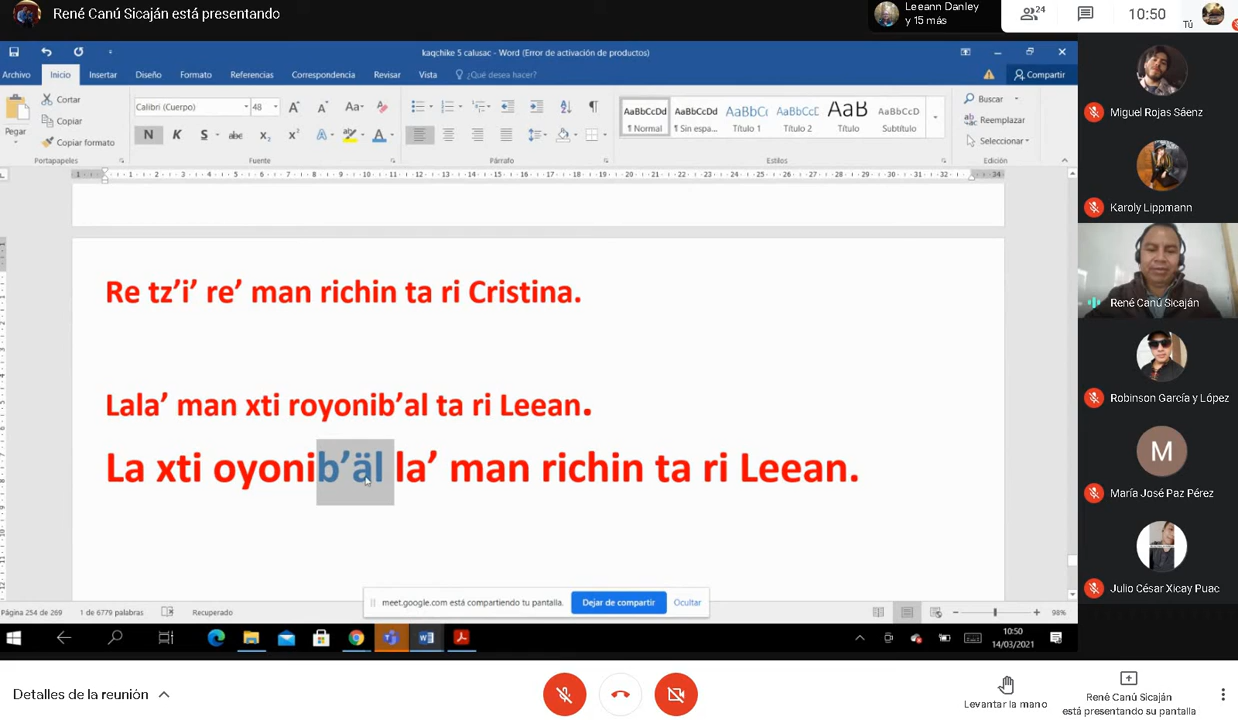 René Canú Sicaján está presentando
Leeann Danley
y 15 más
24
10:50
Tú
kaqchike 5 calusac - Word (Error de activación de productos)
Archivo Inicio Insertar Diseño Formato Referencias Correspondencia Revisar Vista ¿Qué desea hacer? Compartir
Pegar
Cortar
Copiar
Copiar formato
Calibri (Cuerpo) 48
N K S abc x₂ x²
AaBbCcDd AaBbCcDd AaBbCc AaBbCcD AaB AaBbCcDd
¶ Normal ¶ Sin espa... Título 1 Título 2 Título Subtítulo
Buscar
Reemplazar
Seleccionar
Portapapeles Fuente Párrafo Estilos Edición
Re tz’i’ re’ man richin ta ri Cristina.
Lala’ man xti royonib’al ta ri Leean.
La xti oyonib’äl la’ man richin ta ri Leean.
meet.google.com está compartiendo tu pantalla. Dejar de compartir Ocultar
Página 254 de 269 1 de 6779 palabras Recuperado 98%
10:50
14/03/2021
Miguel Rojas Sáenz
Karoly Lippmann
René Canú Sicaján
Robinson García y López
M
María José Paz Pérez
Julio César Xicay Puac
Detalles de la reunión
Levantar la mano
René Canú Sicaján
está presentando su pantalla